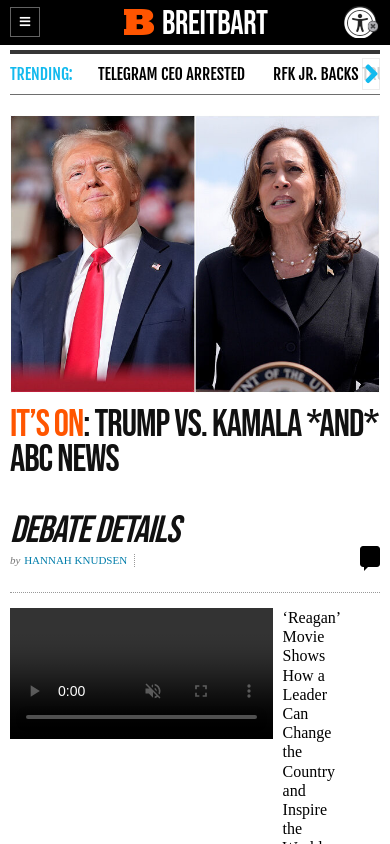 BREITBART
TRENDING: TELEGRAM CEO ARRESTED RFK JR. BACKS
IT’S ON: TRUMP VS. KAMALA *AND*
ABC NEWS
DEBATE DETAILS
by HANNAH KNUDSEN
0:00
‘Reagan’
Movie
Shows
How a
Leader
Can
Change
the
Country
and
Inspire
the